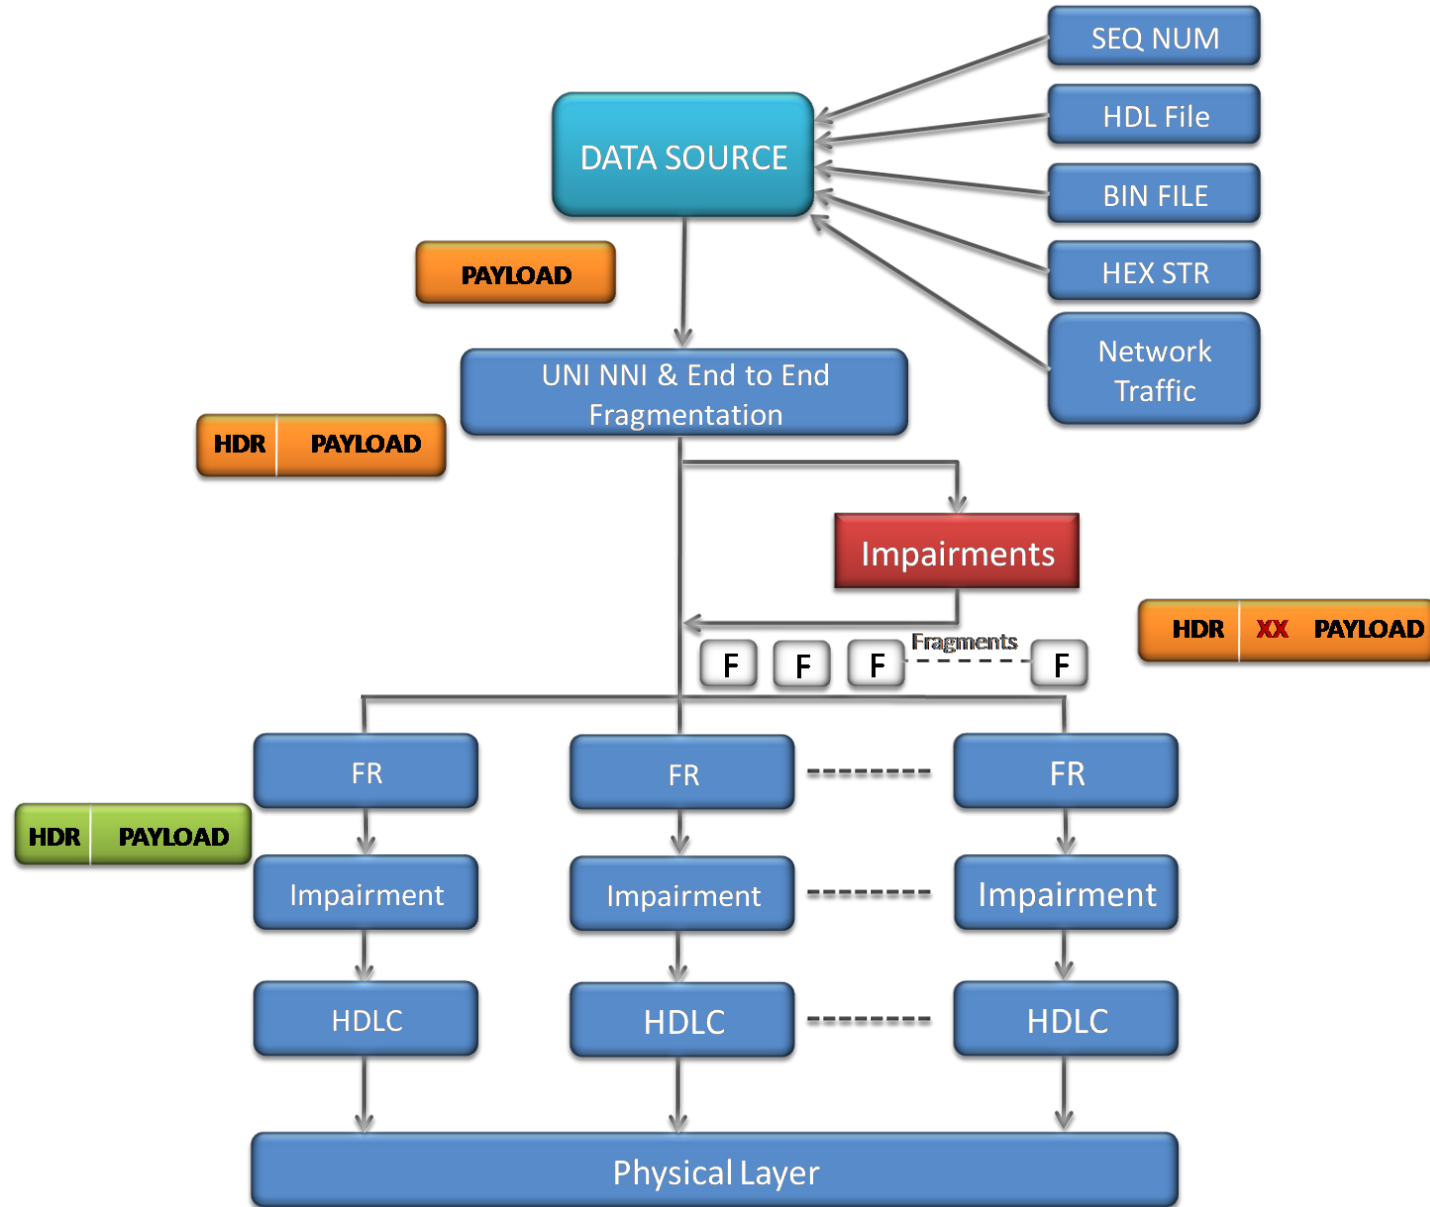 SEQ NUM
HDL File
DATA SOURCE
BIN FILE
PAYLOAD
HEX STR
Network
Traffic
UNI NNI & End to End
Fragmentation
HDR PAYLOAD
Impairments
HDR XX PAYLOAD
Fragments
F F F F
FR FR FR
HDR PAYLOAD
Impairment Impairment Impairment
HDLC HDLC HDLC
Physical Layer